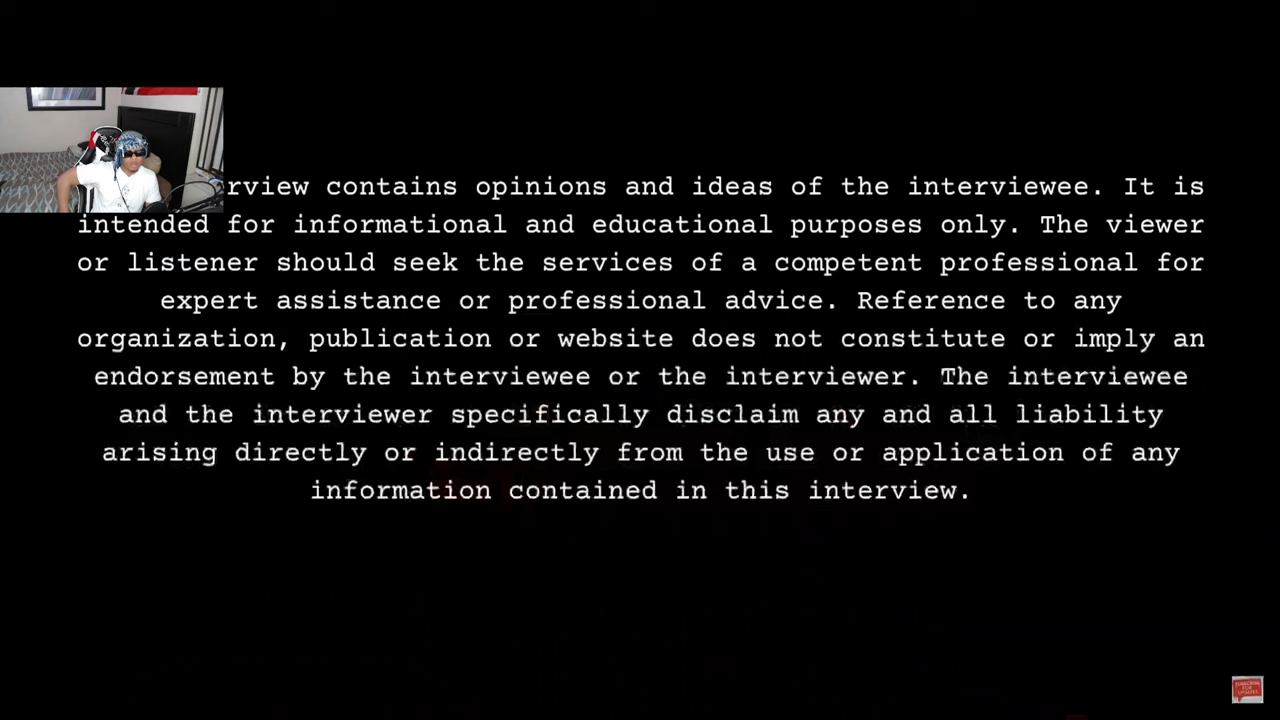 rview contains opinions and ideas of the interviewee. It is
intended for informational and educational purposes only. The viewer
or listener should seek the services of a competent professional for
expert assistance or professional advice. Reference to any
organization, publication or website does not constitute or imply an
endorsement by the interviewee or the interviewer. The interviewee
and the interviewer specifically disclaim any and all liability
arising directly or indirectly from the use or application of any
information contained in this interview.
SUBSCRIBE
FOR
UPDATES